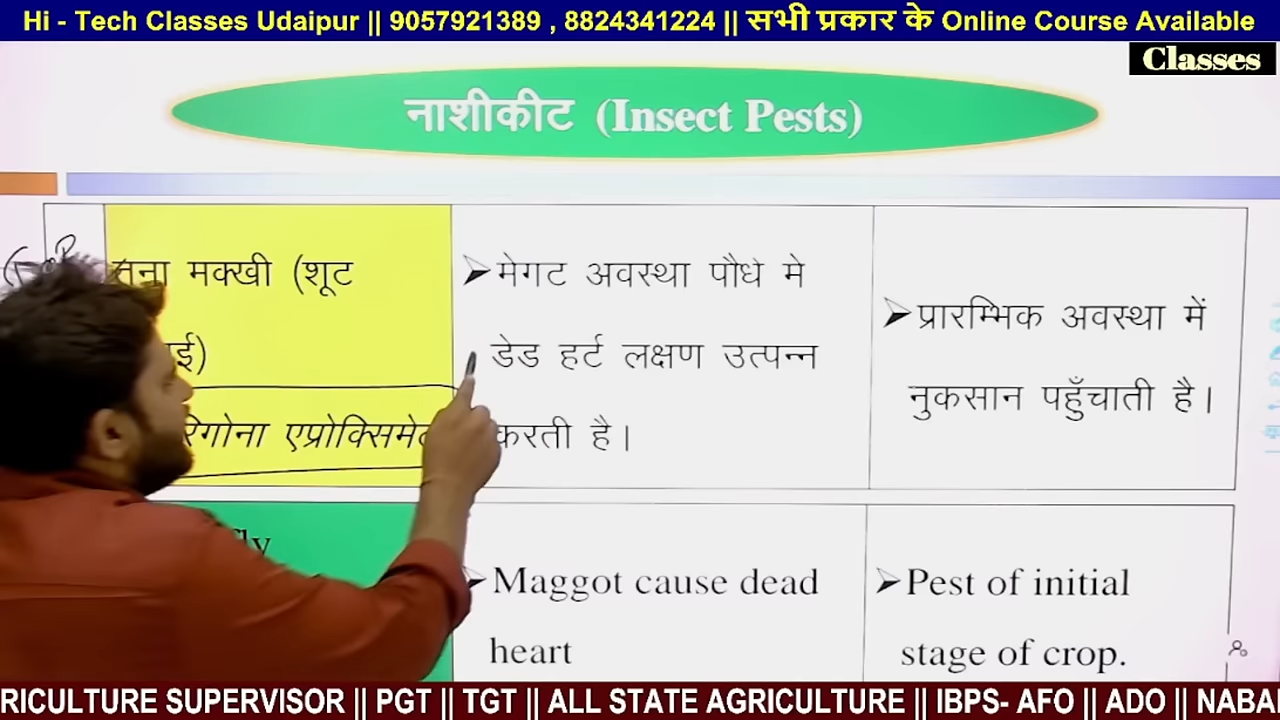 Hi - Tech Classes Udaipur || 9057921389 , 8824341224 || सभी प्रकार के Online Course Available
Classes
नाशीकीट (Insect Pests)
तना मक्खी (शूट
एप्रोक्सिमेटा
➤मेगट अवस्था पौधे मे
डेड हर्ट लक्षण उत्पन्न
करती है।
➤प्रारम्भिक अवस्था में
नुकसान पहुँचाती है।
fly
➤Maggot cause dead
heart
➤Pest of initial
stage of crop.
RICULTURE SUPERVISOR || PGT || TGT || ALL STATE AGRICULTURE || IBPS- AFO || ADO || NABA